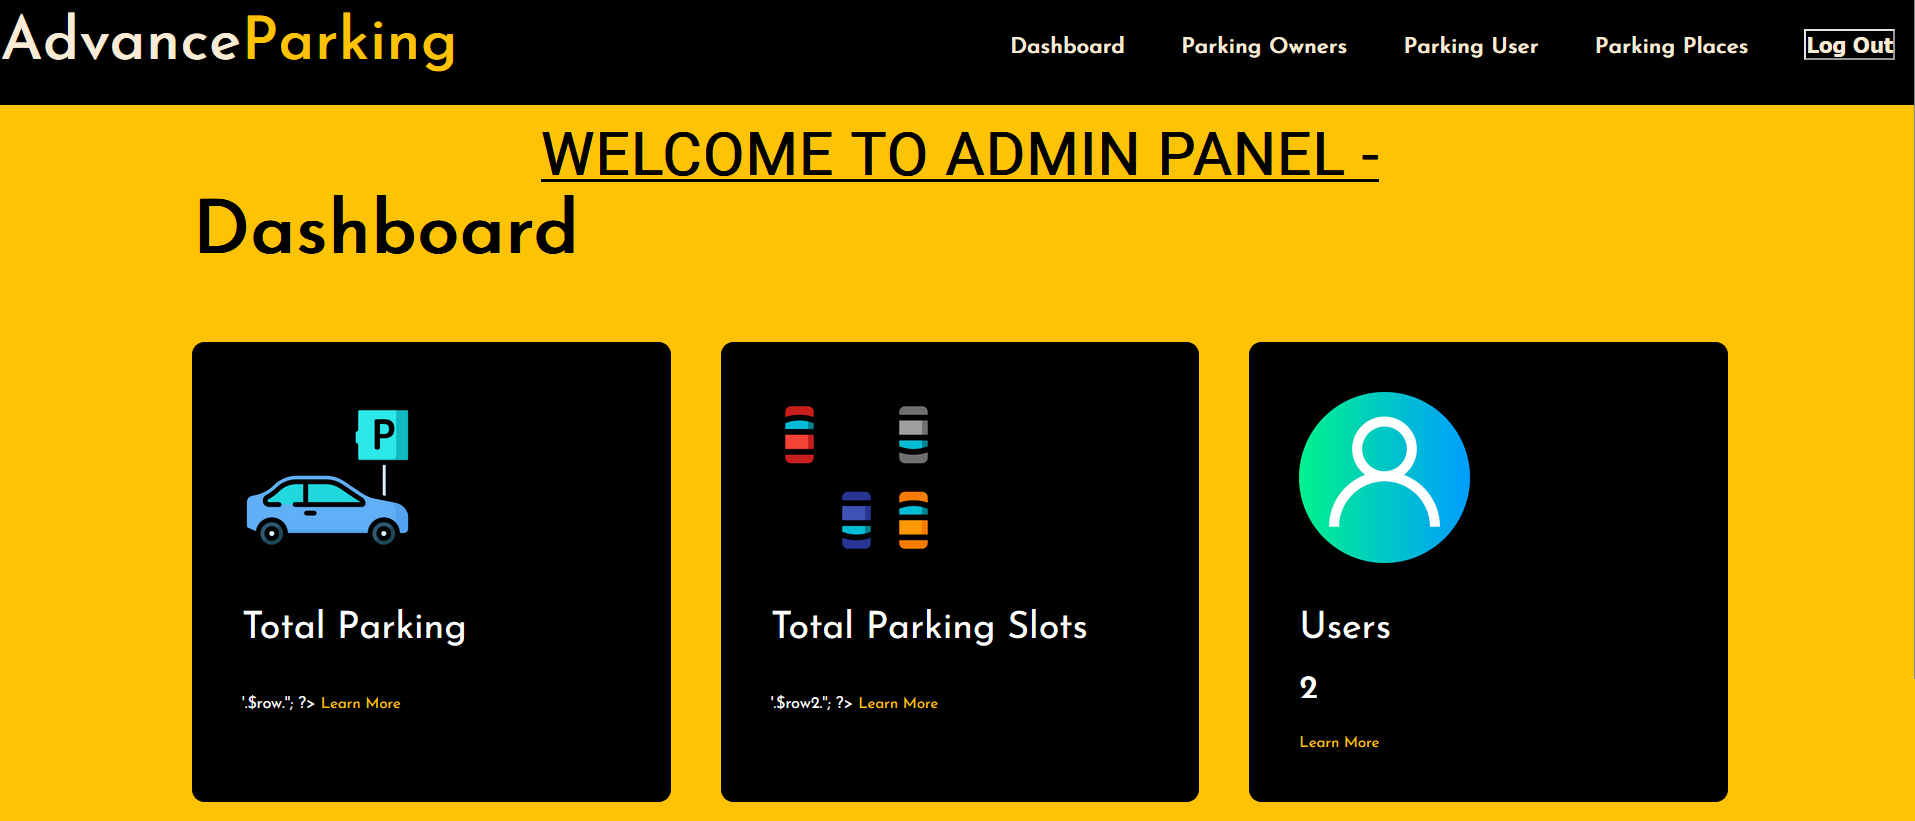 AdvanceParking
Dashboard Parking Owners Parking User Parking Places Log Out
WELCOME TO ADMIN PANEL -
Dashboard
P
Total Parking
'.$row.''; ?> Learn More
Total Parking Slots
'.$row2.''; ?> Learn More
Users
2
Learn More